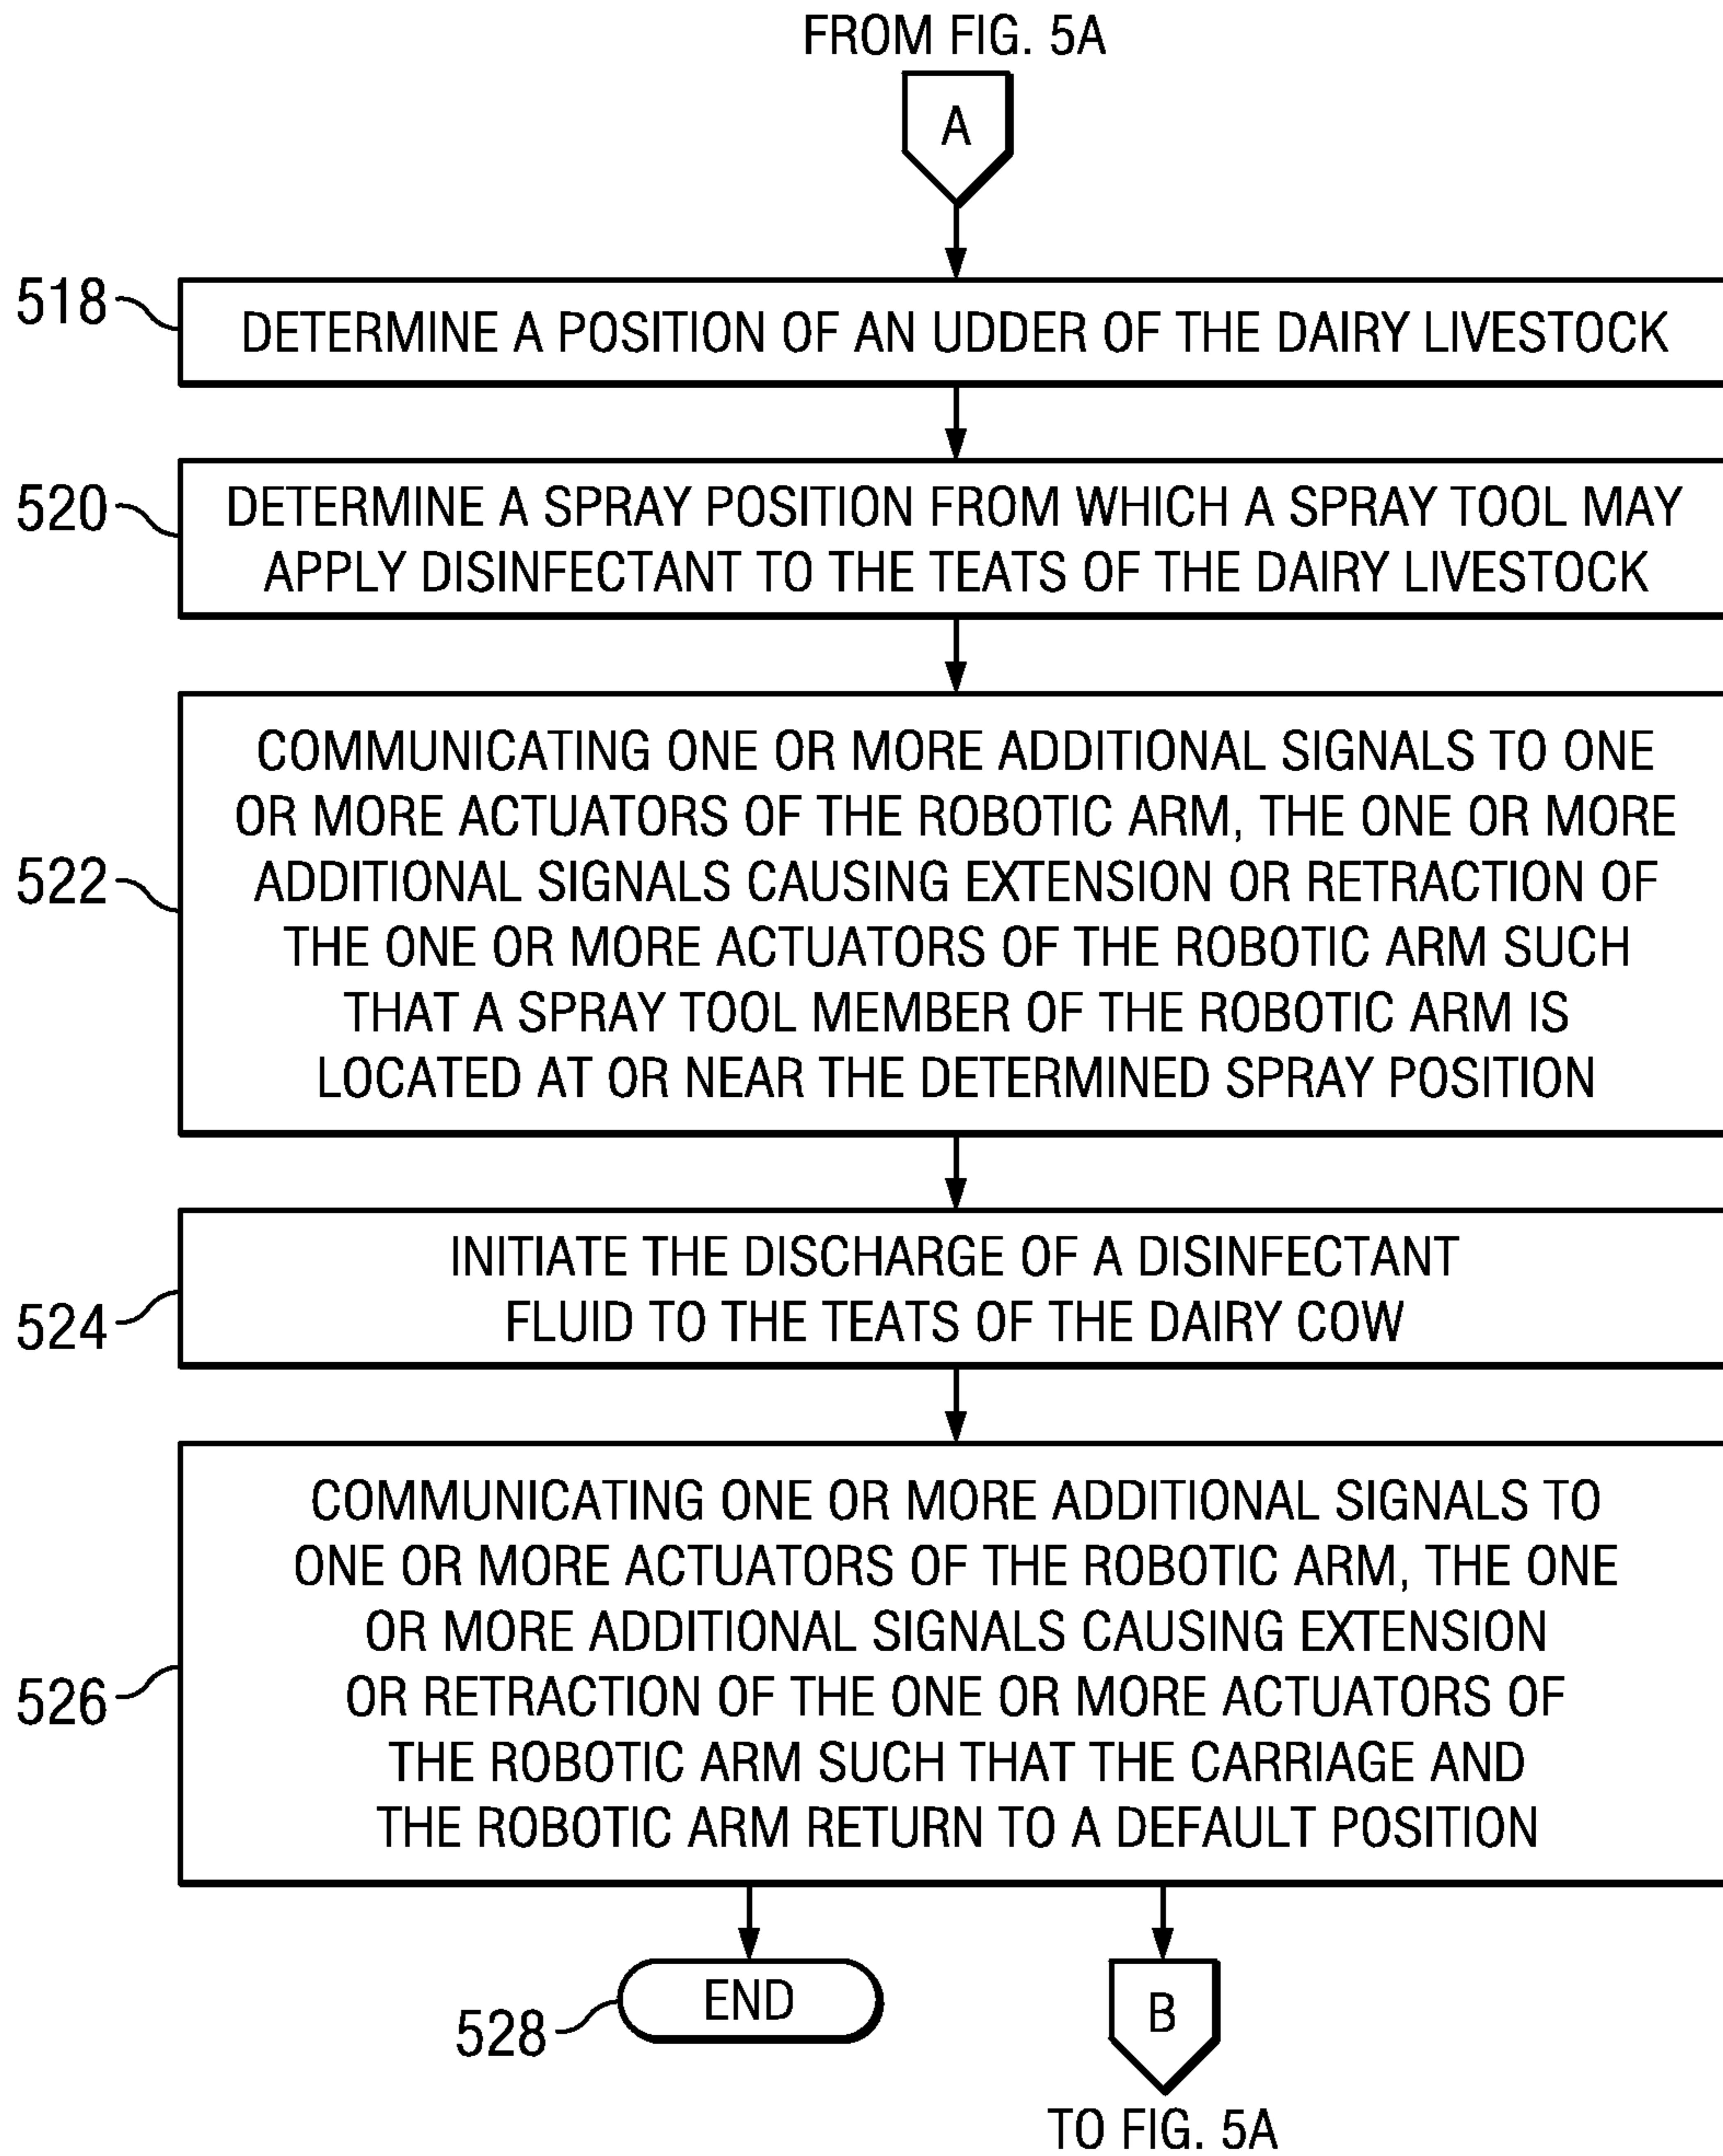 FROM FIG. 5A
A
518
DETERMINE A POSITION OF AN UDDER OF THE DAIRY LIVESTOCK
520
DETERMINE A SPRAY POSITION FROM WHICH A SPRAY TOOL MAY
APPLY DISINFECTANT TO THE TEATS OF THE DAIRY LIVESTOCK
522
COMMUNICATING ONE OR MORE ADDITIONAL SIGNALS TO ONE
OR MORE ACTUATORS OF THE ROBOTIC ARM, THE ONE OR MORE
ADDITIONAL SIGNALS CAUSING EXTENSION OR RETRACTION OF
THE ONE OR MORE ACTUATORS OF THE ROBOTIC ARM SUCH
THAT A SPRAY TOOL MEMBER OF THE ROBOTIC ARM IS
LOCATED AT OR NEAR THE DETERMINED SPRAY POSITION
524
INITIATE THE DISCHARGE OF A DISINFECTANT
FLUID TO THE TEATS OF THE DAIRY COW
526
COMMUNICATING ONE OR MORE ADDITIONAL SIGNALS TO
ONE OR MORE ACTUATORS OF THE ROBOTIC ARM, THE ONE
OR MORE ADDITIONAL SIGNALS CAUSING EXTENSION
OR RETRACTION OF THE ONE OR MORE ACTUATORS OF
THE ROBOTIC ARM SUCH THAT THE CARRIAGE AND
THE ROBOTIC ARM RETURN TO A DEFAULT POSITION
528
END
B
TO FIG. 5A